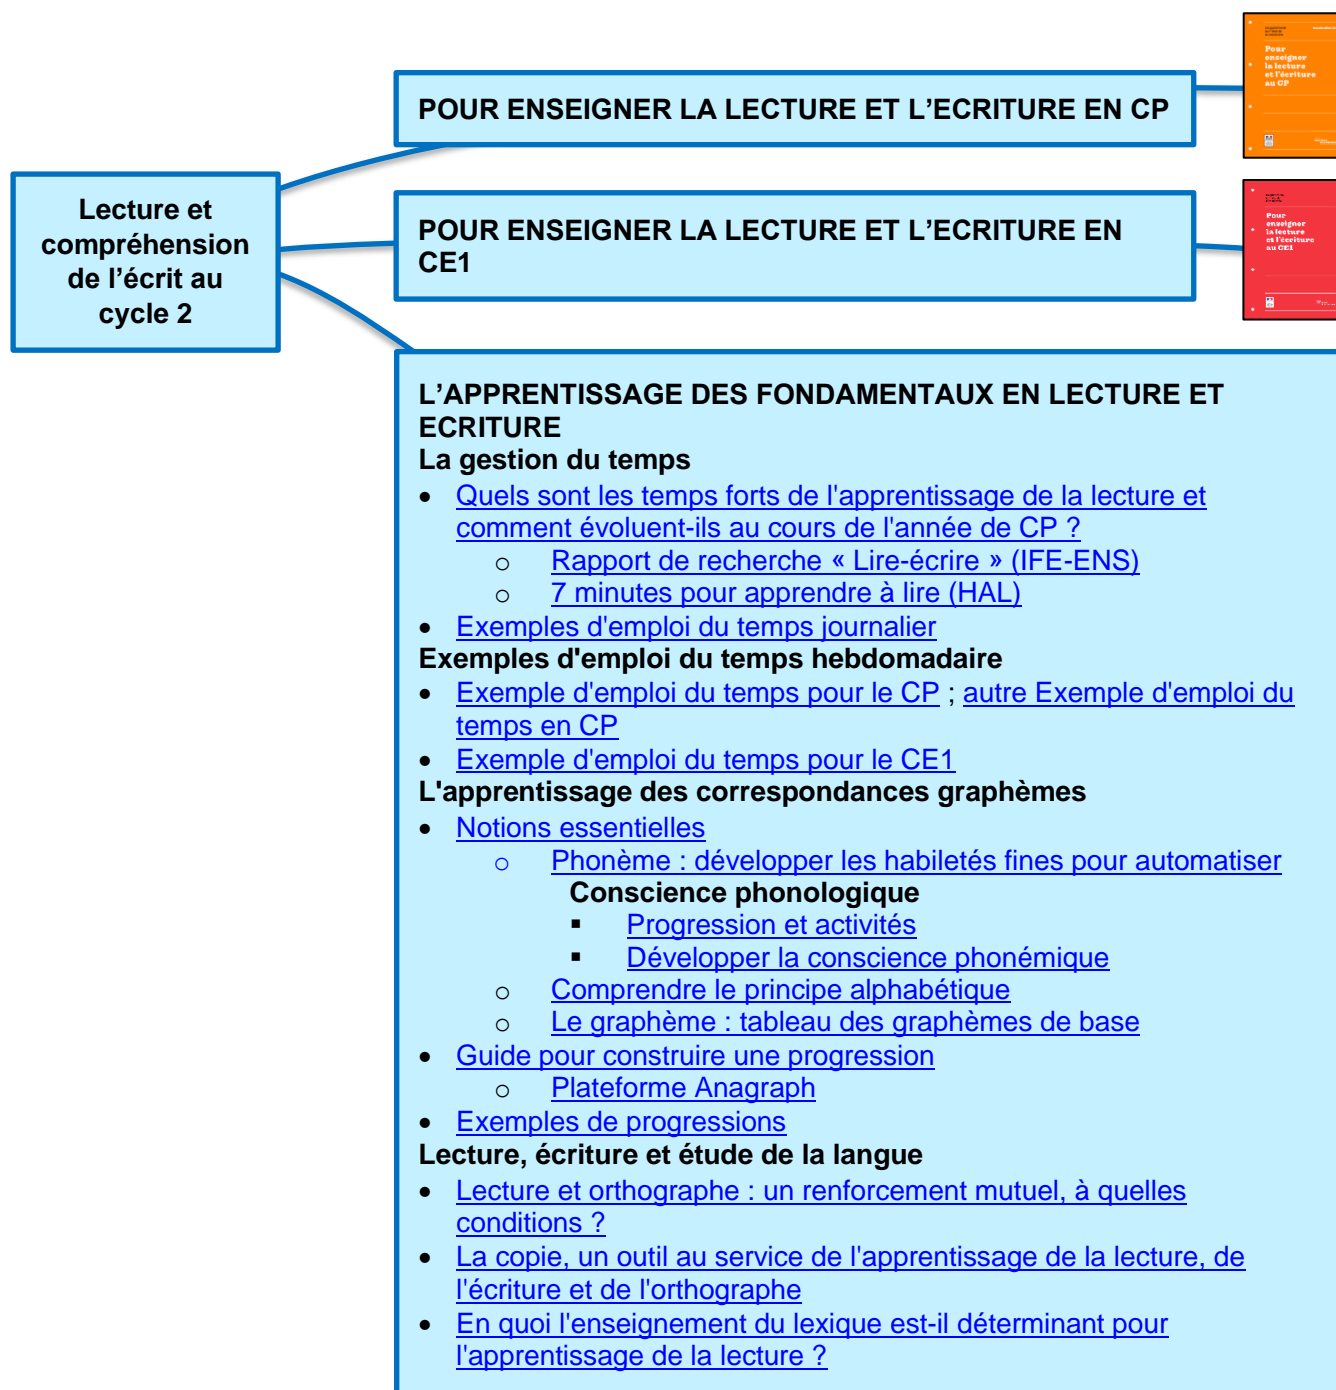 Lecture et
compréhension
de l’écrit au
cycle 2
POUR ENSEIGNER LA LECTURE ET L’ECRITURE EN CP
Pour
enseigner
la lecture
et l'écriture
au CP
POUR ENSEIGNER LA LECTURE ET L’ECRITURE EN
CE1
Pour
enseigner
la lecture
et l'écriture
au CE1
L’APPRENTISSAGE DES FONDAMENTAUX EN LECTURE ET
ECRITURE
La gestion du temps
• Quels sont les temps forts de l'apprentissage de la lecture et
comment évoluent-ils au cours de l'année de CP ?
o Rapport de recherche « Lire-écrire » (IFE-ENS)
o 7 minutes pour apprendre à lire (HAL)
• Exemples d'emploi du temps journalier
Exemples d'emploi du temps hebdomadaire
• Exemple d'emploi du temps pour le CP ; autre Exemple d'emploi du
temps en CP
• Exemple d'emploi du temps pour le CE1
L'apprentissage des correspondances graphèmes
• Notions essentielles
o Phonème : développer les habiletés fines pour automatiser
Conscience phonologique
▪ Progression et activités
▪ Développer la conscience phonémique
o Comprendre le principe alphabétique
o Le graphème : tableau des graphèmes de base
• Guide pour construire une progression
o Plateforme Anagraph
• Exemples de progressions
Lecture, écriture et étude de la langue
• Lecture et orthographe : un renforcement mutuel, à quelles
conditions ?
• La copie, un outil au service de l'apprentissage de la lecture, de
l'écriture et de l'orthographe
• En quoi l'enseignement du lexique est-il déterminant pour
l'apprentissage de la lecture ?